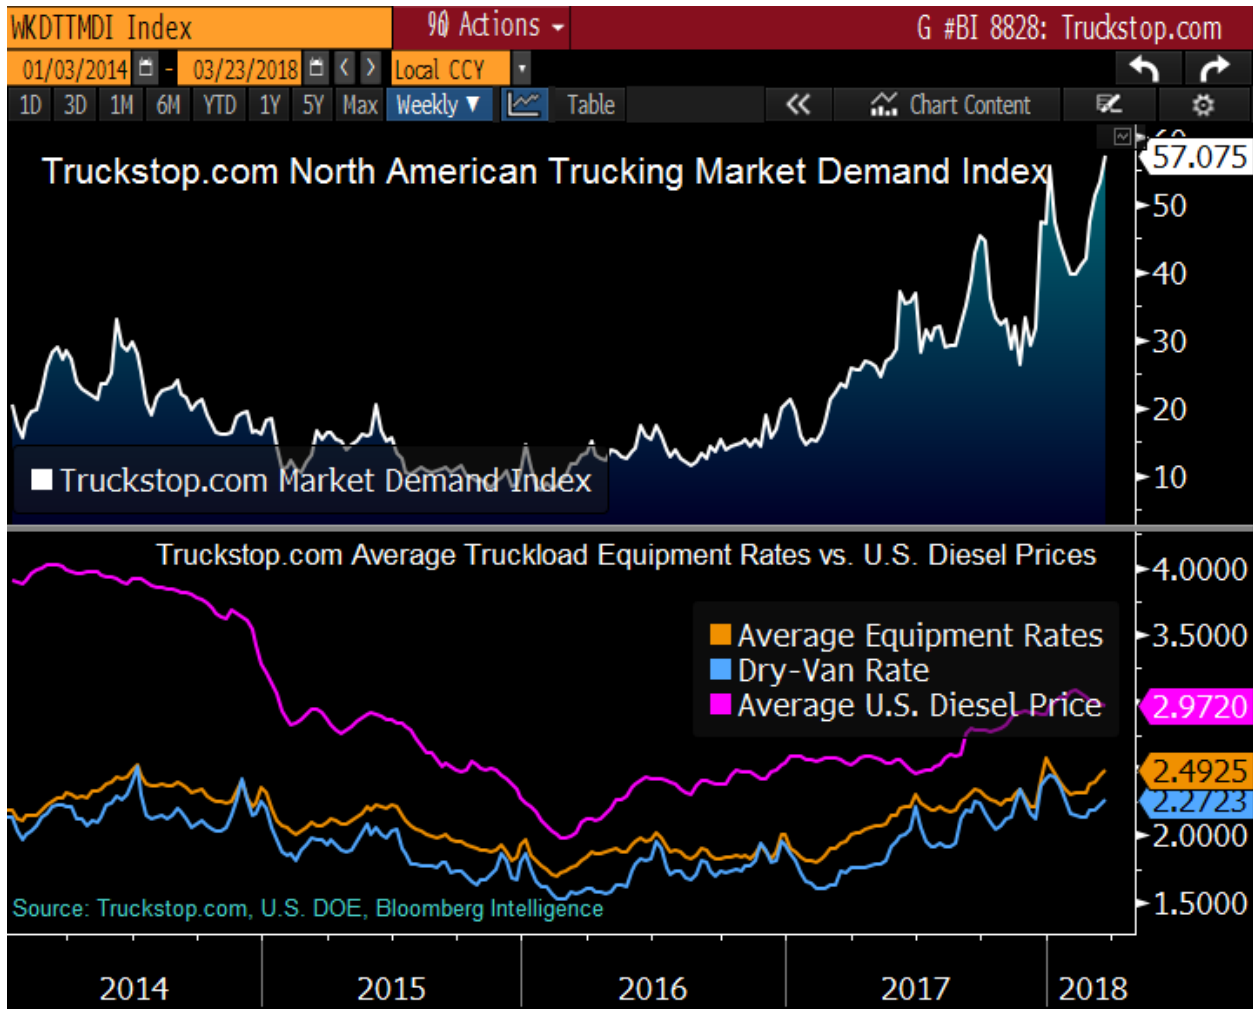 WKDTTMDI Index
90 Actions
G #BI 8828: Truckstop.com
01/03/2014 - 03/23/2018 Local CCY
1D 3D 1M 6M YTD 1Y 5Y Max Weekly ▼ Table « Chart Content
Truckstop.com North American Trucking Market Demand Index
60
57.075
50
40
30
20
10
Truckstop.com Market Demand Index
Truckstop.com Average Truckload Equipment Rates vs. U.S. Diesel Prices
4.0000
3.5000
2.9720
2.4925
2.2723
2.0000
1.5000
Average Equipment Rates
Dry-Van Rate
Average U.S. Diesel Price
Source: Truckstop.com, U.S. DOE, Bloomberg Intelligence
2014 2015 2016 2017 2018